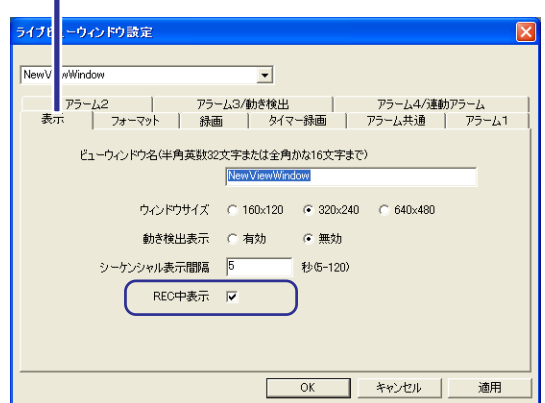 ライブビューウィンドウ設定
NewViewWindow
アラーム2 アラーム3/動き検出 アラーム4/連動アラーム
表示 フォーマット 録画 タイマー録画 アラーム共通 アラーム1
ビューウィンドウ名(半角英数32文字または全角かな16文字まで)
NewViewWindow
ウィンドウサイズ 160x120 320x240 640x480
動き検出表示 有効 無効
シーケンシャル表示間隔 5 秒(5-120)
REC中表示
OK キャンセル 適用